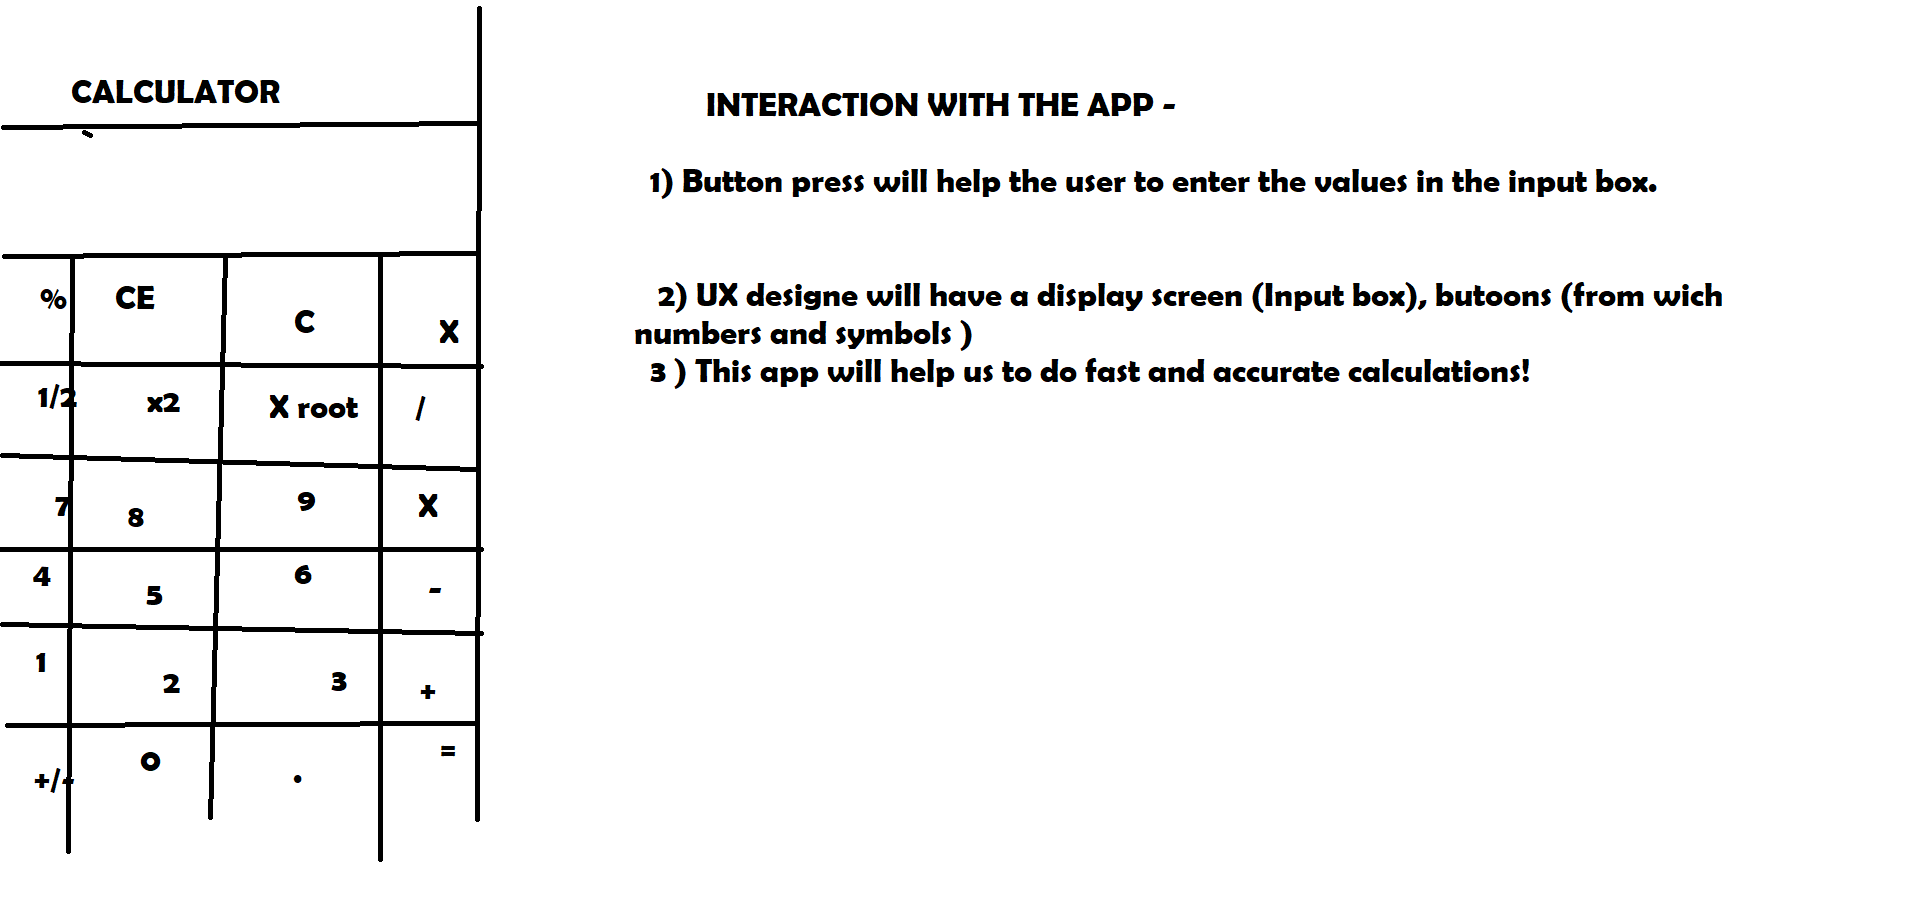 CALCULATOR
% CE C X
1/2 x2 X root /
7 8 9 X
4 5 6 -
1 2 3 +
+/- 0 . =
INTERACTION WITH THE APP -
1) Button press will help the user to enter the values in the input box.
2) UX designe will have a display screen (Input box), butoons (from wich
numbers and symbols )
3 ) This app will help us to do fast and accurate calculations!